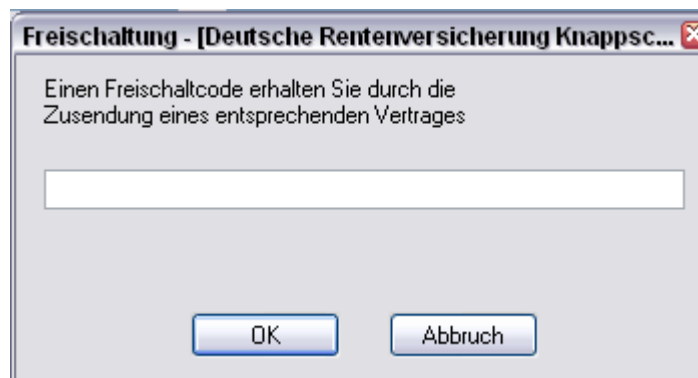 Freischaltung - [Deutsche Rentenversicherung Knappsc...
Einen Freischaltcode erhalten Sie durch die
Zusendung eines entsprechenden Vertrages
OK
Abbruch